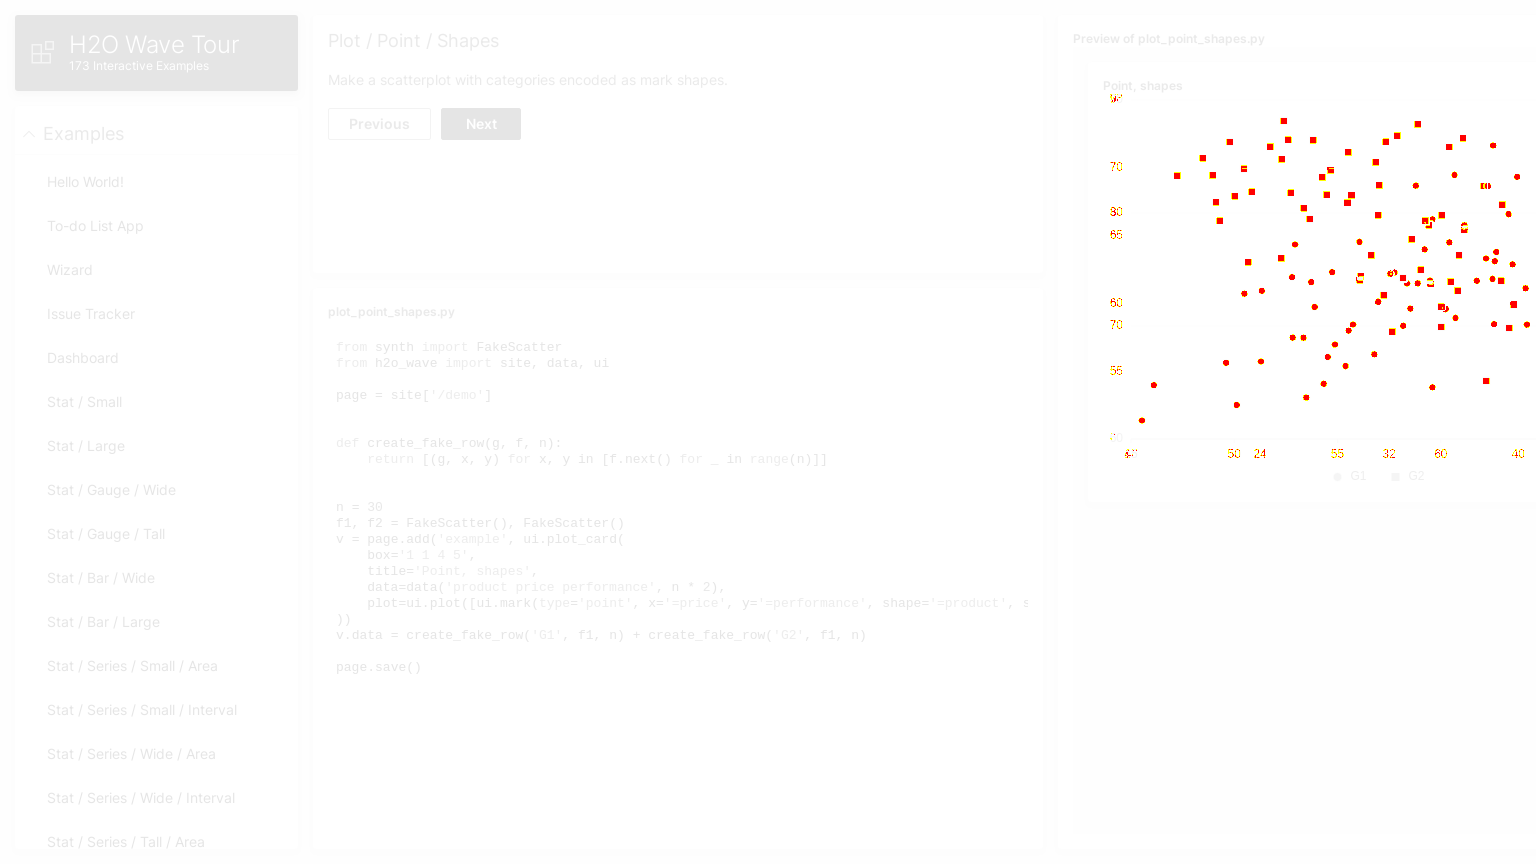 H2O Wave Tour
173 Interactive Examples
Examples
Hello World!
To-do List App
Wizard
Issue Tracker
Dashboard
Stat / Small
Stat / Large
Stat / Gauge / Wide
Stat / Gauge / Tall
Stat / Bar / Wide
Stat / Bar / Large
Stat / Series / Small / Area
Stat / Series / Small / Interval
Stat / Series / Wide / Area
Stat / Series / Wide / Interval
Stat / Series / Tall / Area
Plot / Point / Shapes
Make a scatterplot with categories encoded as mark shapes.
Previous
Next
plot_point_shapes.py
from synth import FakeScatter
from h2o_wave import site, data, ui
page = site['/demo']
def create_fake_row(g, f, n):
    return [(g, x, y) for x, y in [f.next() for _ in range(n)]]
n = 30
f1, f2 = FakeScatter(), FakeScatter()
v = page.add('example', ui.plot_card(
    box='1 1 4 5',
    title='Point, shapes',
    data=data('product price performance', n * 2),
    plot=ui.plot([ui.mark(type='point', x='=price', y='=performance', shape='=product', s
))
v.data = create_fake_row('G1', f1, n) + create_fake_row('G2', f1, n)
page.save()
Preview of plot_point_shapes.py
Point, shapes
70
65
60
70
55
50
24
55
32
60
40
G1
G2